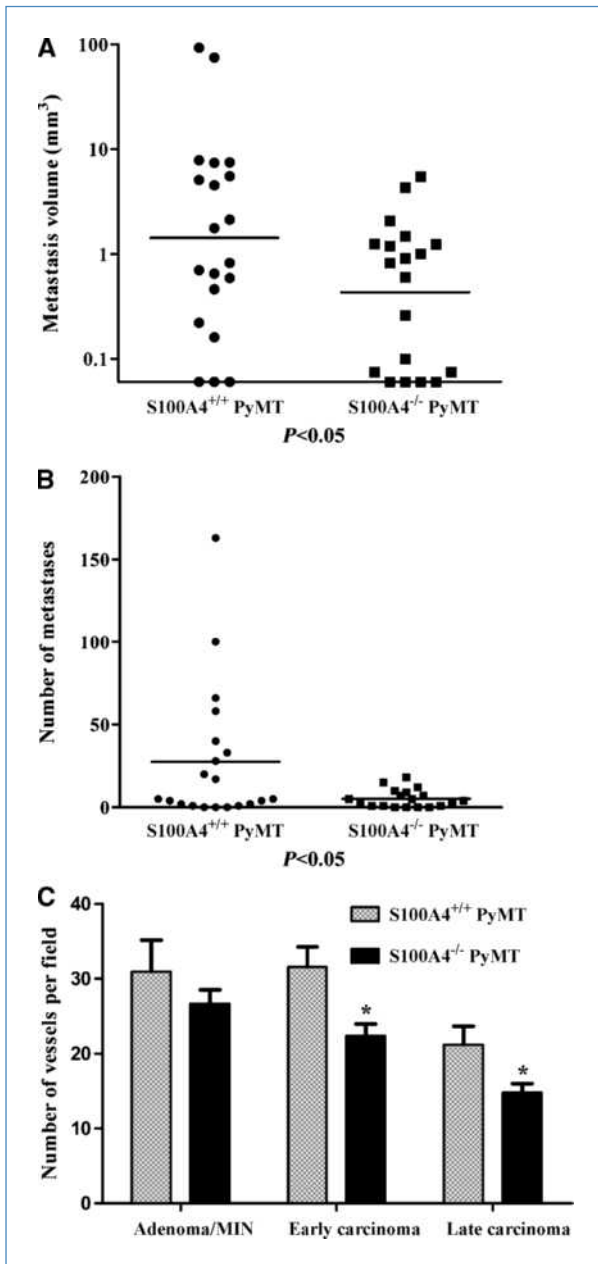 A
Metastasis volume (mm³)
100
10
1
0.1
S100A4+/+ PyMT
S100A4-/- PyMT
P<0.05
B
Number of metastases
200
150
100
50
0
S100A4+/+ PyMT
S100A4-/- PyMT
P<0.05
C
Number of vessels per field
40
30
20
10
0
S100A4+/+ PyMT
S100A4-/- PyMT
*
*
Adenoma/MIN
Early carcinoma
Late carcinoma